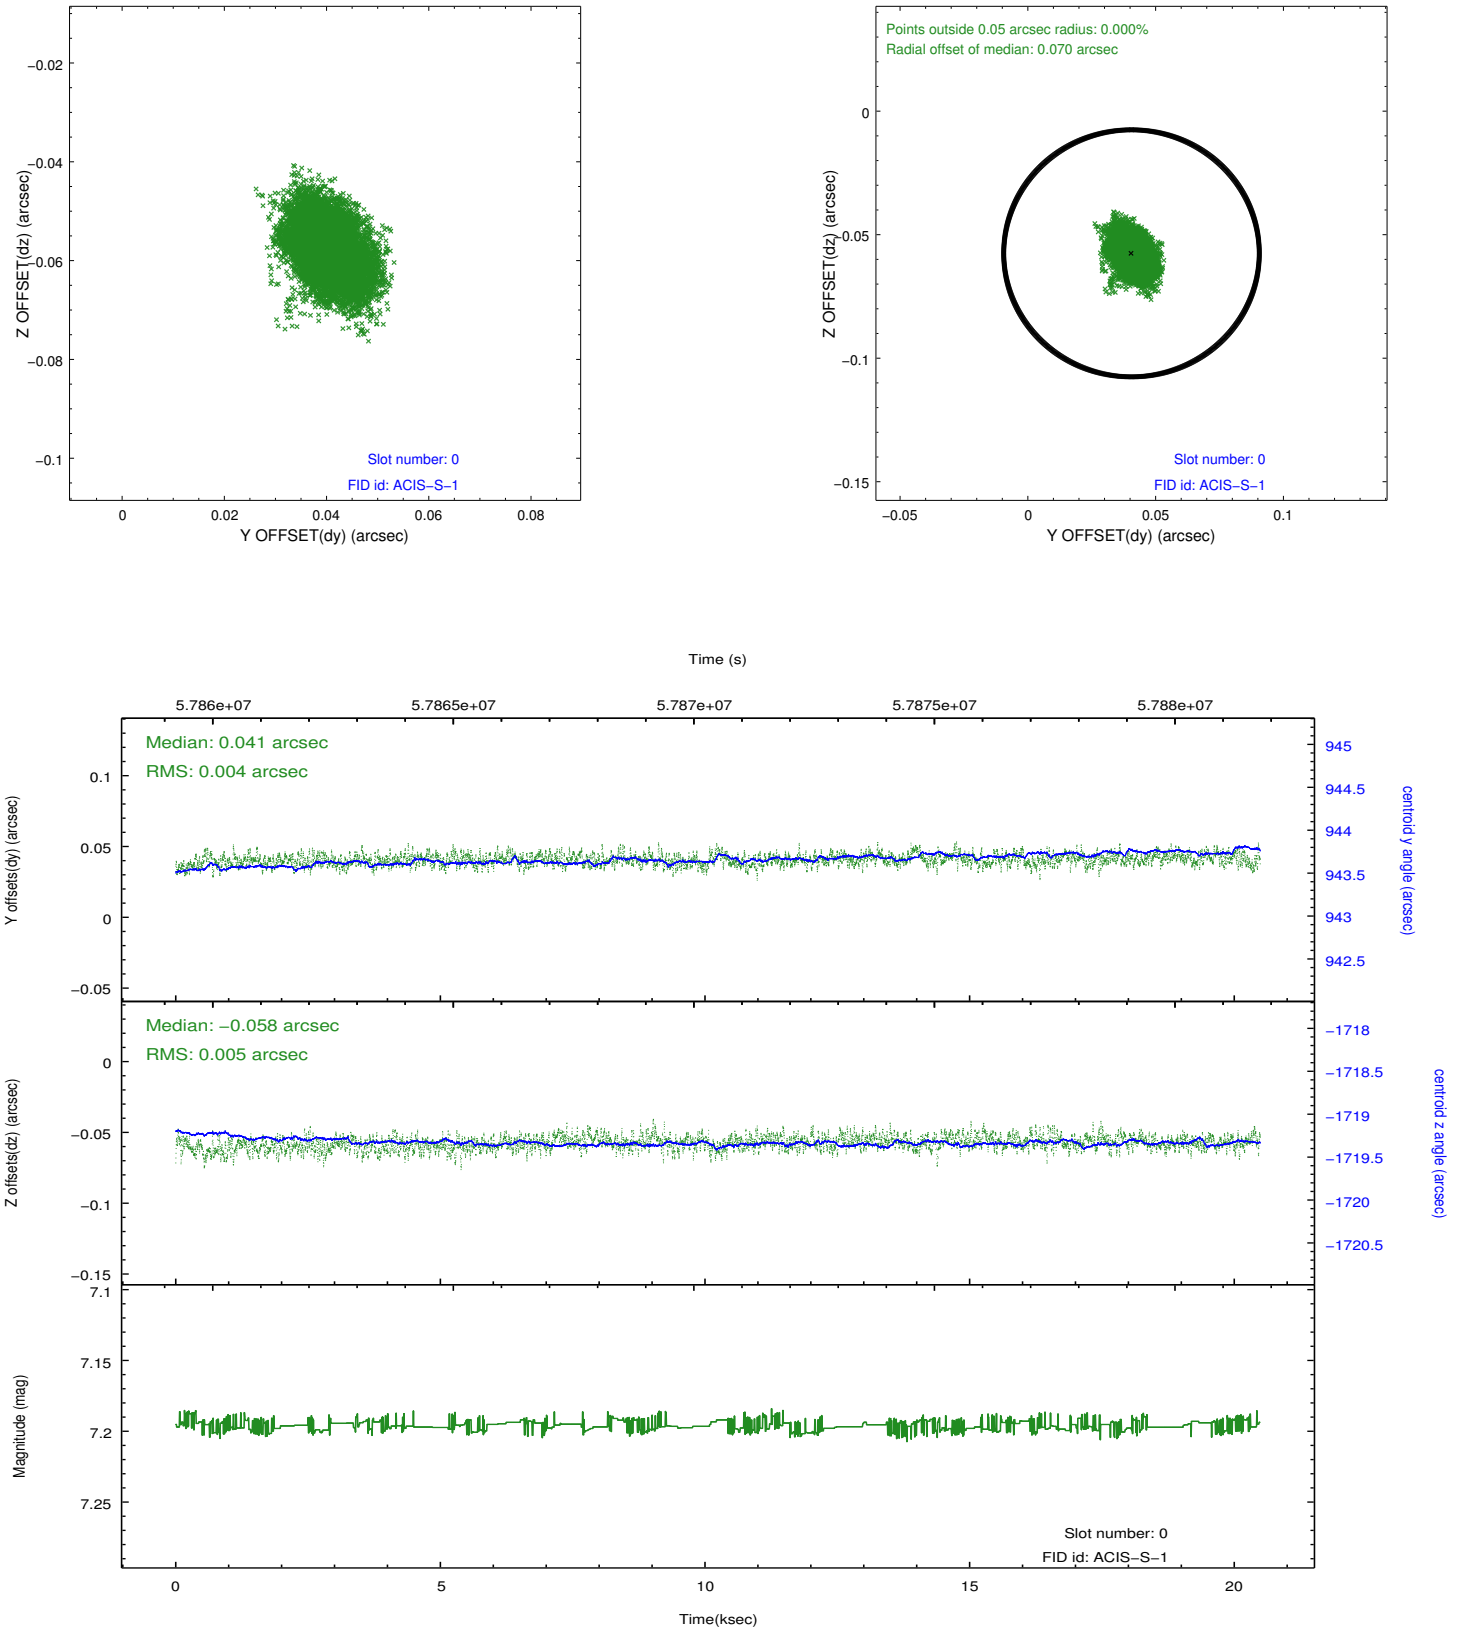 −0.02
−0.04
−0.06
−0.08
−0.1
Z OFFSET(dz) (arcsec)
Slot number: 0
FID id: ACIS−S−1
0 0.02 0.04 0.06 0.08
Y OFFSET(dy) (arcsec)
Points outside 0.05 arcsec radius: 0.000%
Radial offset of median: 0.070 arcsec
0
−0.05
−0.1
−0.15
Z OFFSET(dz) (arcsec)
Slot number: 0
FID id: ACIS−S−1
−0.05 0 0.05 0.1
Y OFFSET(dy) (arcsec)
Time (s)
5.786e+07 5.7865e+07 5.787e+07 5.7875e+07 5.788e+07
Median: 0.041 arcsec
RMS: 0.004 arcsec
0.1
0.05
0
−0.05
Y offsets(dy) (arcsec)
945
944.5
944
943.5
943
942.5
centroid y angle (arcsec)
Median: −0.058 arcsec
RMS: 0.005 arcsec
0
−0.05
−0.1
−0.15
Z offsets(dz) (arcsec)
−1718
−1718.5
−1719
−1719.5
−1720
−1720.5
centroid z angle (arcsec)
7.1
7.15
7.2
7.25
Magnitude (mag)
Slot number: 0
FID id: ACIS−S−1
0 5 10 15 20
Time(ksec)